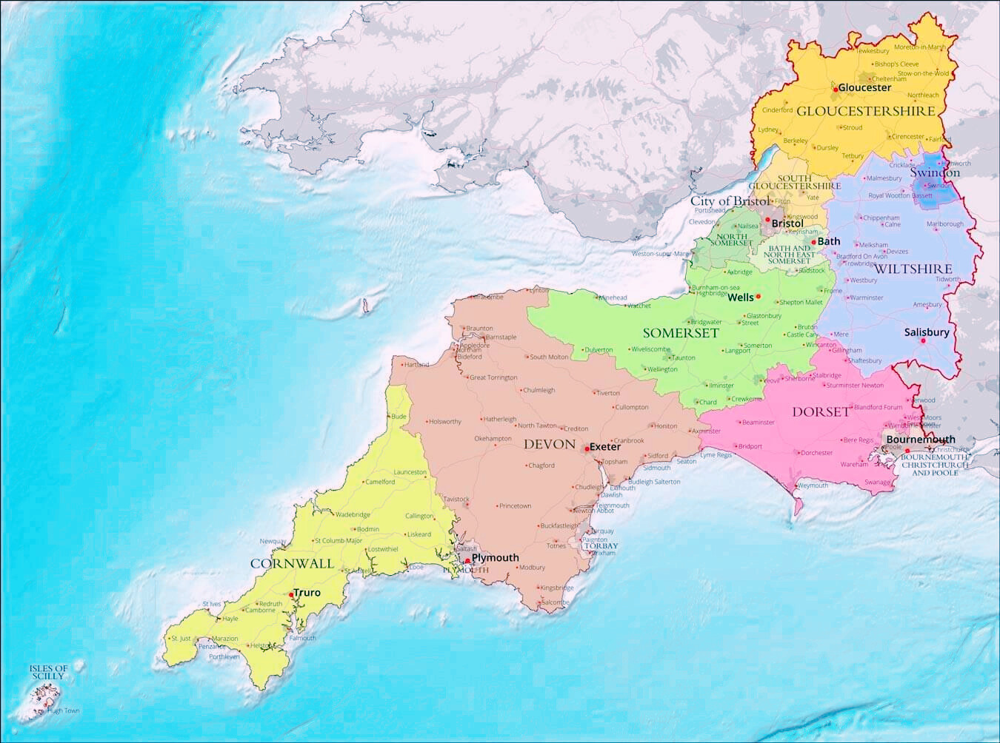 Moreton-in-Marsh
Tewkesbury
Bishop's Cleeve
Stow-on-the-Wold
Cheltenham
Gloucester
Northleach
Cinderford
GLOUCESTERSHIRE
Lydney
Stroud
Berkeley
Cirencester
Fairford
Dursley
Tetbury
Cricklade
Highworth
Swindon
Malmesbury
SOUTH
GLOUCESTERSHIRE
Swindon
Yate
Royal Wootton Bassett
City of Bristol
Filton
Portishead
Kingswood
Chippenham
Clevedon
Nailsea
Bristol
Calne
Marlborough
Keynsham
NORTH
SOMERSET
Bath
Melksham
BATH AND
NORTH EAST
SOMERSET
Devizes
Weston-super-Mare
Bradford On Avon
Trowbridge
WILTSHIRE
Axbridge
Radstock
Westbury
Tidworth
Burnham-on-sea
Highbridge
Frome
Lynton
Ilfracombe
Minehead
Watchet
Wells
Shepton Mallet
Warminster
Amesbury
Glastonbury
Street
Bridgwater
Braunton
Barnstaple
SOMERSET
Bruton
Castle Cary
Mere
Salisbury
Appledore
Northam
Bideford
South Molton
Dulverton
Wiveliscombe
Taunton
Somerton
Langport
Wincanton
Gillingham
Shaftesbury
Hartland
Wellington
Great Torrington
Yeovil
Sherborne
Stalbridge
Chulmleigh
Tiverton
Ilminster
Sturminster Newton
Chard
Crewkerne
Verwood
Cullompton
DORSET
Blandford Forum
Bude
Holsworthy
Hatherleigh
North Tawton
Crediton
Honiton
Axminster
Beaminster
West Moors
Wimborne Minster
Okehampton
DEVON
Exeter
Cranbrook
Bridport
Bere Regis
Bournemouth
Poole
Christchurch
Lyme Regis
Dorchester
Sidford
Seaton
Topsham
Sidmouth
Wareham
BOURNEMOUTH,
CHRISTCHURCH
AND POOLE
Chagford
Launceston
Camelford
Budleigh Salterton
Exmouth
Chudleigh
Dawlish
Weymouth
Swanage
Tavistock
Princetown
Teignmouth
Newton Abbot
Wadebridge
Callington
Buckfastleigh
Torquay
Bodmin
Liskeard
Paignton
TORBAY
Newquay
St Columb Major
Totnes
Brixham
Lostwithiel
Saltash
Plymouth
CORNWALL
PLYMOUTH
Looe
St Austell
Modbury
Truro
Kingsbridge
Salcombe
St Ives
Redruth
Camborne
Hayle
St. Just
Marazion
Falmouth
Penzance
Helston
Porthleven
ISLES OF
SCILLY
Hugh Town